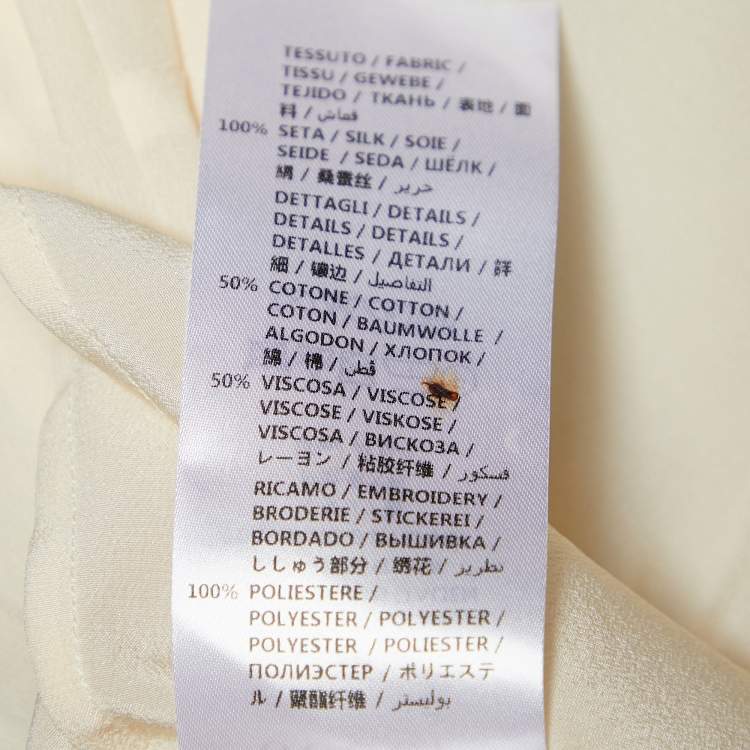 TESSUTO / FABRIC /
TISSU / GEWEBE /
TEJIDO / ТКАНЬ / 表地 / 面
料 / قماش
100% SETA / SILK / SOIE /
SEIDE / SEDA / ШЁЛК /
絹 / 桑蚕丝 / حرير
DETTAGLI / DETAILS /
DETAILS / DETAILS /
DETALLES / ДЕТАЛИ / 詳
細 / 镶边 / التفاصيل
50% COTONE / COTTON /
COTON / BAUMWOLLE /
ALGODON / ХЛОПОК /
綿 / 棉 / قطن
50% VISCOSA / VISCOSE /
VISCOSE / VISKOSE /
VISCOSA / ВИСКОЗА /
レーヨン / 粘胶纤维 / فسكور
RICAMO / EMBROIDERY /
BRODERIE / STICKEREI /
BORDADO / ВЫШИВКА /
ししゅう部分 / 绣花 / تطريز
100% POLIESTERE /
POLYESTER / POLYESTER /
POLYESTER / POLIESTER /
ПОЛИЭСТЕР / ポリエステ
ル / 聚酯纤维 / بوليستر